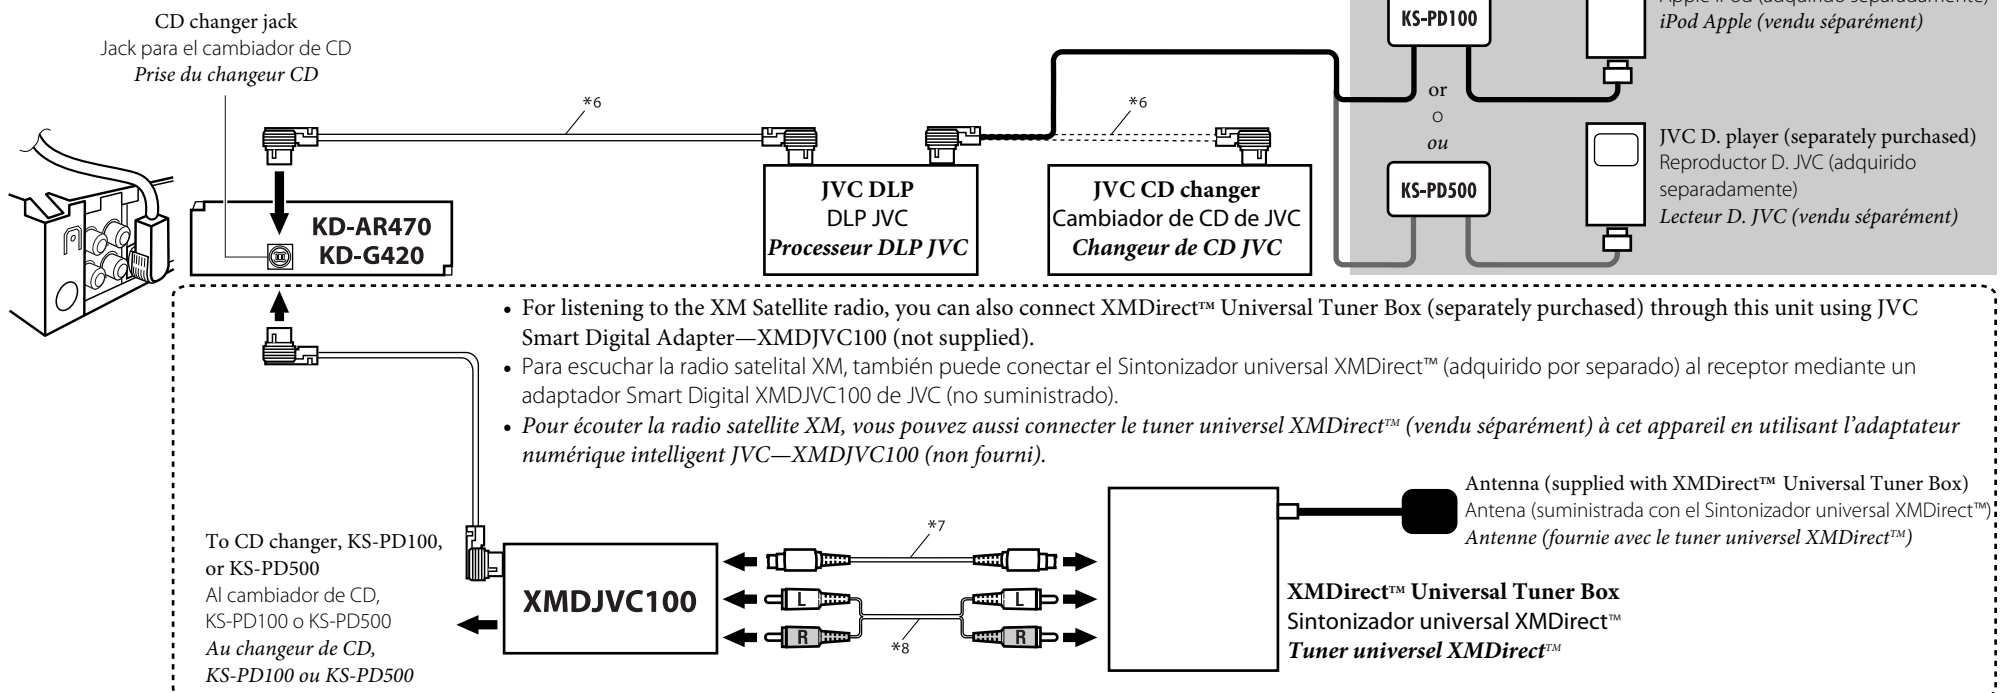 CD changer jack
Jack para el cambiador de CD
Prise du changeur CD
*6
*6
KS-PD100
iPod Apple (vendu séparément)
or
o
ou
KS-PD500
JVC D. player (separately purchased)
Reproductor D. JVC (adquirido
separadamente)
Lecteur D. JVC (vendu séparément)
KD-AR470
KD-G420
JVC DLP
DLP JVC
Processeur DLP JVC
JVC CD changer
Cambiador de CD de JVC
Changeur de CD JVC
• For listening to the XM Satellite radio, you can also connect XMDirect™ Universal Tuner Box (separately purchased) through this unit using JVC
Smart Digital Adapter—XMDJVC100 (not supplied).
• Para escuchar la radio satelital XM, también puede conectar el Sintonizador universal XMDirect™ (adquirido por separado) al receptor mediante un
adaptador Smart Digital XMDJVC100 de JVC (no suministrado).
• Pour écouter la radio satellite XM, vous pouvez aussi connecter le tuner universel XMDirect™ (vendu séparément) à cet appareil en utilisant l'adaptateur
numérique intelligent JVC—XMDJVC100 (non fourni).
Antenna (supplied with XMDirect™ Universal Tuner Box)
Antena (suministrada con el Sintonizador universal XMDirect™)
Antenne (fournie avec le tuner universel XMDirect™)
To CD changer, KS-PD100,
or KS-PD500
Al cambiador de CD,
KS-PD100 o KS-PD500
Au changeur de CD,
KS-PD100 ou KS-PD500
XMDJVC100
*7
L
L
R
R
*8
XMDirect™ Universal Tuner Box
Sintonizador universal XMDirect™
Tuner universel XMDirect™